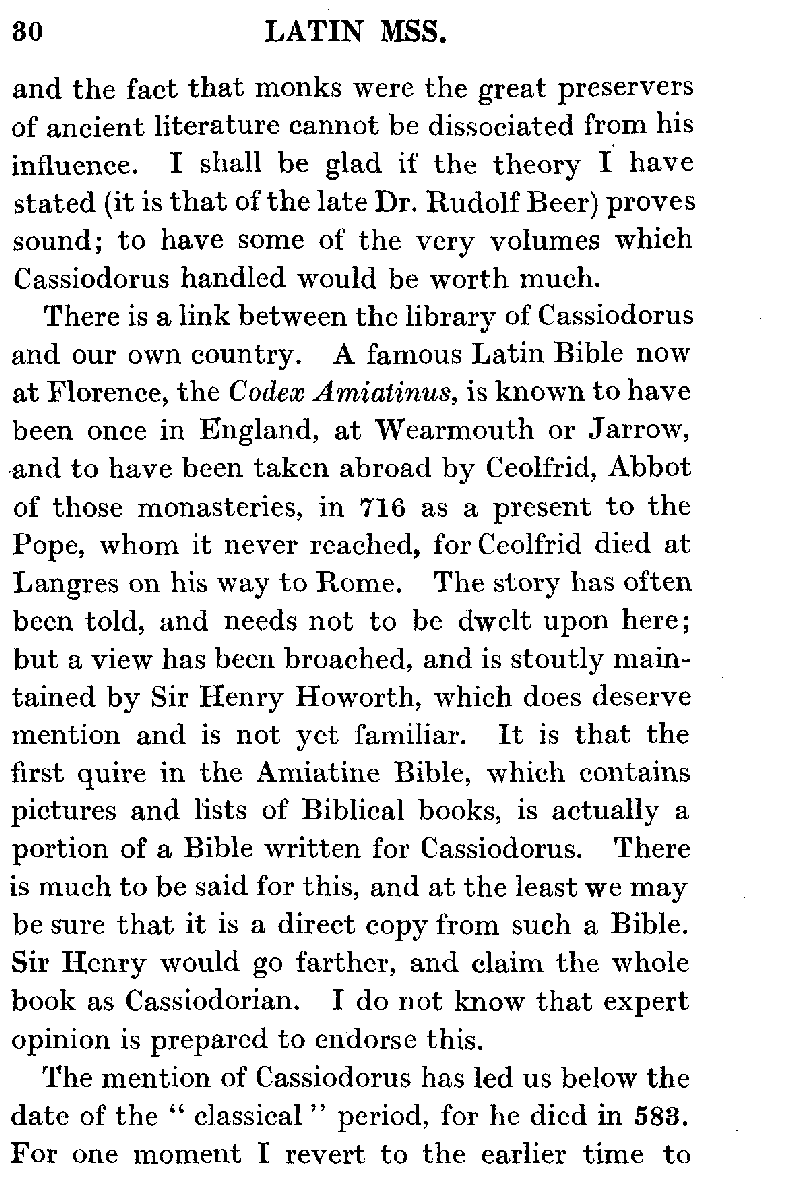 30 LATIN MSS.
and the fact that monks were the great preservers
of ancient literature cannot be dissociated from his
influence. I shall be glad if the theory I have
stated (it is that of the late Dr. Rudolf Beer) proves
sound; to have some of the very volumes which
Cassiodorus handled would be worth much.
There is a link between the library of Cassiodorus
and our own country. A famous Latin Bible now
at Florence, the Codex Amiatinus, is known to have
been once in England, at Wearmouth or Jarrow,
and to have been taken abroad by Ceolfrid, Abbot
of those monasteries, in 716 as a present to the
Pope, whom it never reached, for Ceolfrid died at
Langres on his way to Rome. The story has often
been told, and needs not to be dwelt upon here;
but a view has been broached, and is stoutly main-
tained by Sir Henry Howorth, which does deserve
mention and is not yet familiar. It is that the
first quire in the Amiatine Bible, which contains
pictures and lists of Biblical books, is actually a
portion of a Bible written for Cassiodorus. There
is much to be said for this, and at the least we may
be sure that it is a direct copy from such a Bible.
Sir Henry would go farther, and claim the whole
book as Cassiodorian. I do not know that expert
opinion is prepared to endorse this.
The mention of Cassiodorus has led us below the
date of the “ classical ” period, for he died in 583.
For one moment I revert to the earlier time to